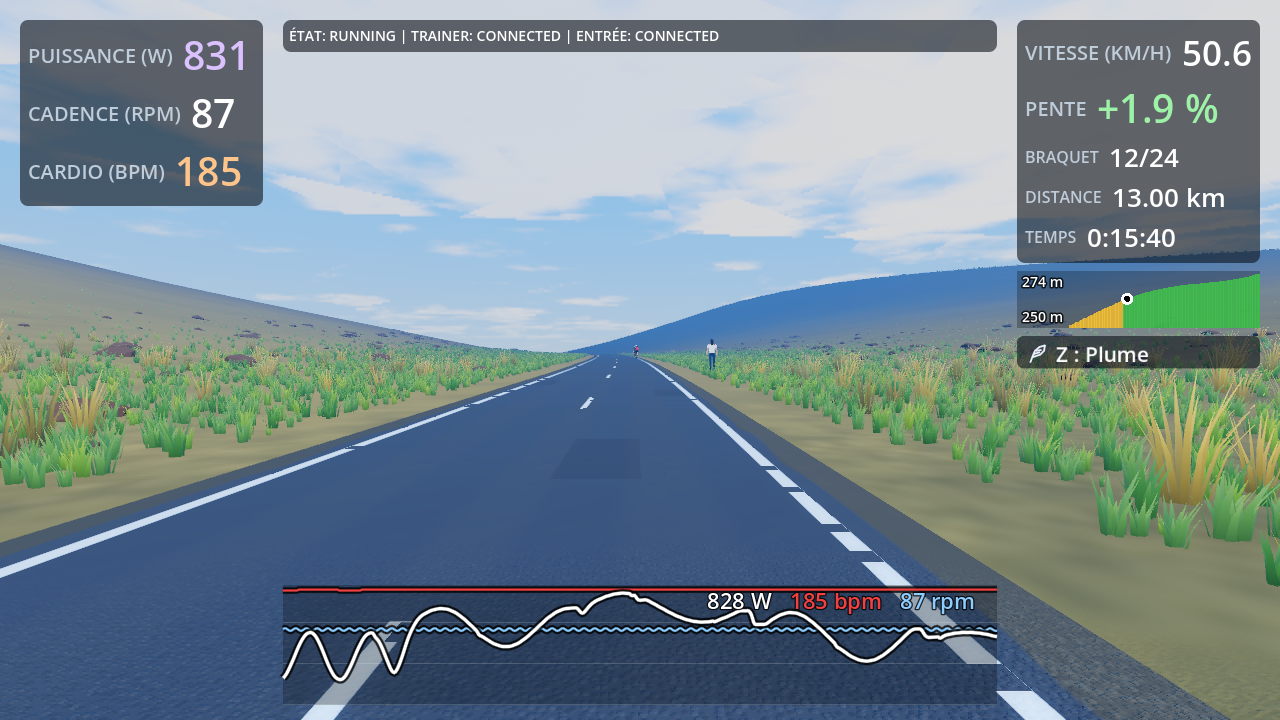 PUISSANCE (W) 831
CADENCE (RPM) 87
CARDIO (BPM) 185
ÉTAT: RUNNING | TRAINER: CONNECTED | ENTRÉE: CONNECTED
VITESSE (KM/H) 50.6
PENTE +1.9 %
BRAQUET 12/24
DISTANCE 13.00 km
TEMPS 0:15:40
274 m
250 m
Z : Plume
828 W 185 bpm 87 rpm